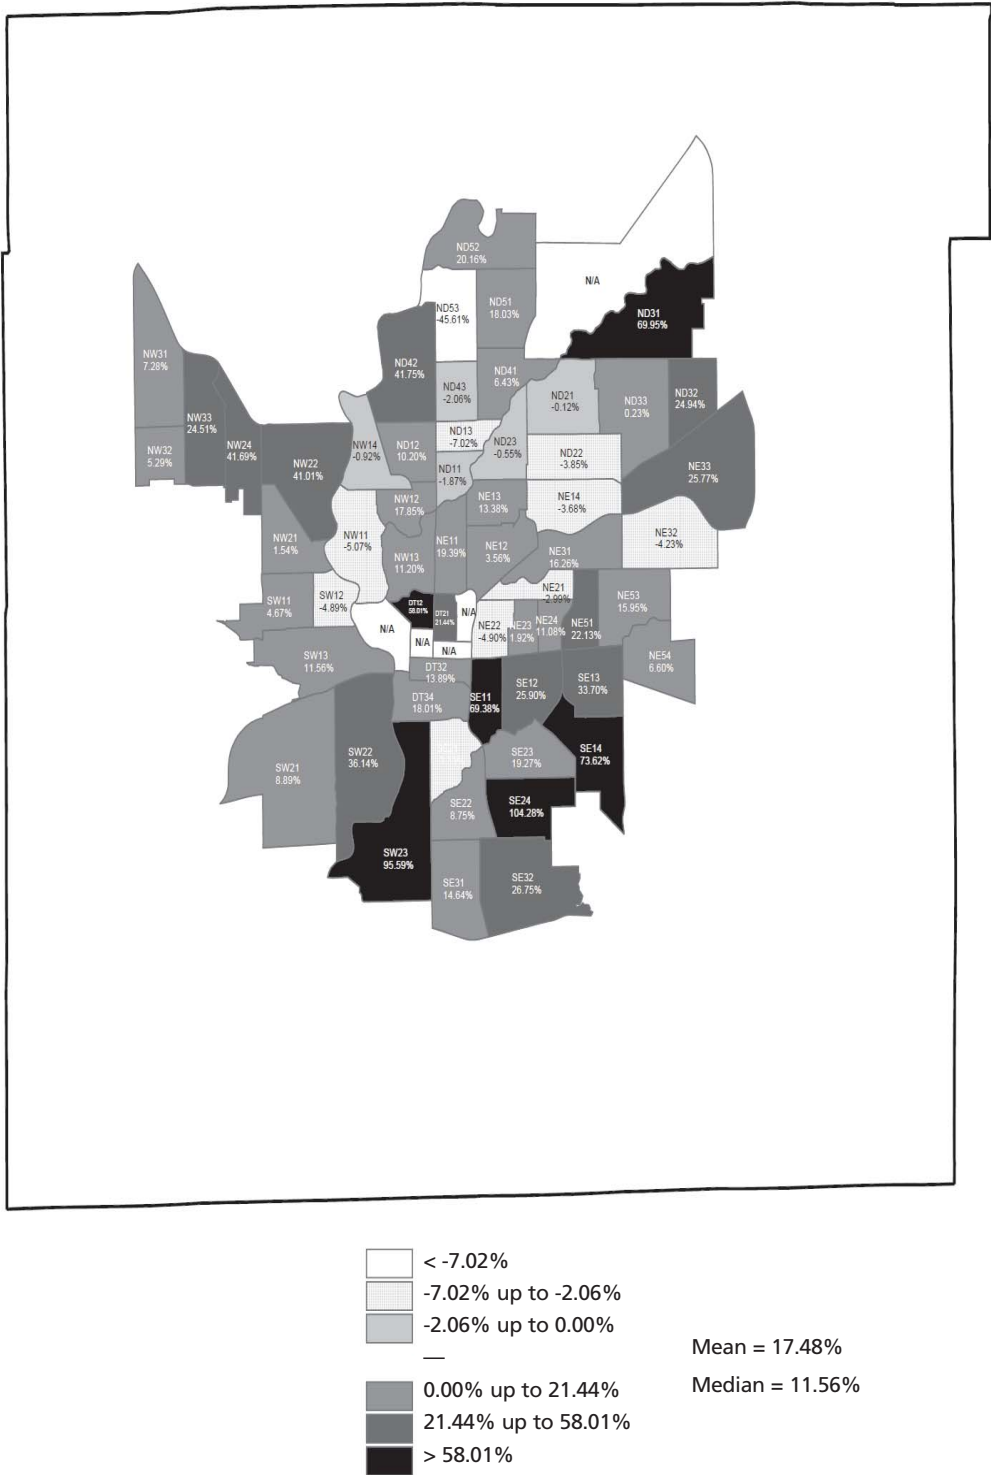 ND52
20.16%
N/A
ND53
-45.61%
ND51
18.03%
ND31
69.95%
NW31
7.28%
ND42
41.75%
ND41
6.43%
ND43
-2.06%
ND21
-0.12%
ND33
0.23%
ND32
24.94%
NW33
24.51%
NW32
5.29%
NW24
41.69%
NW22
41.01%
NW14
-0.92%
ND12
10.20%
ND13
-7.02%
ND23
-0.55%
ND22
-3.85%
ND11
-1.87%
NE33
25.77%
NW12
17.85%
NE13
13.38%
NE14
-3.68%
NW21
1.54%
NW11
-5.07%
NW13
11.20%
NE11
19.39%
NE12
3.56%
NE31
16.26%
NE32
-4.23%
SW11
4.67%
SW12
-4.89%
DT12
58.01%
DT21
21.44%
N/A
NE21
-2.99%
NE53
15.95%
N/A
NE22
-4.90%
NE23
1.92%
NE24
11.08%
NE51
22.13%
N/A
N/A
SW13
11.56%
DT32
13.89%
NE54
6.60%
DT34
18.01%
SE11
69.38%
SE12
25.90%
SE13
33.70%
SW22
36.14%
SW21
8.89%
SE23
19.27%
SE14
73.62%
SE22
8.75%
SE24
104.28%
SW23
95.59%
SE31
14.64%
SE32
26.75%
< -7.02%
-7.02% up to -2.06%
-2.06% up to 0.00%
—
0.00% up to 21.44%
21.44% up to 58.01%
> 58.01%
Mean = 17.48%
Median = 11.56%